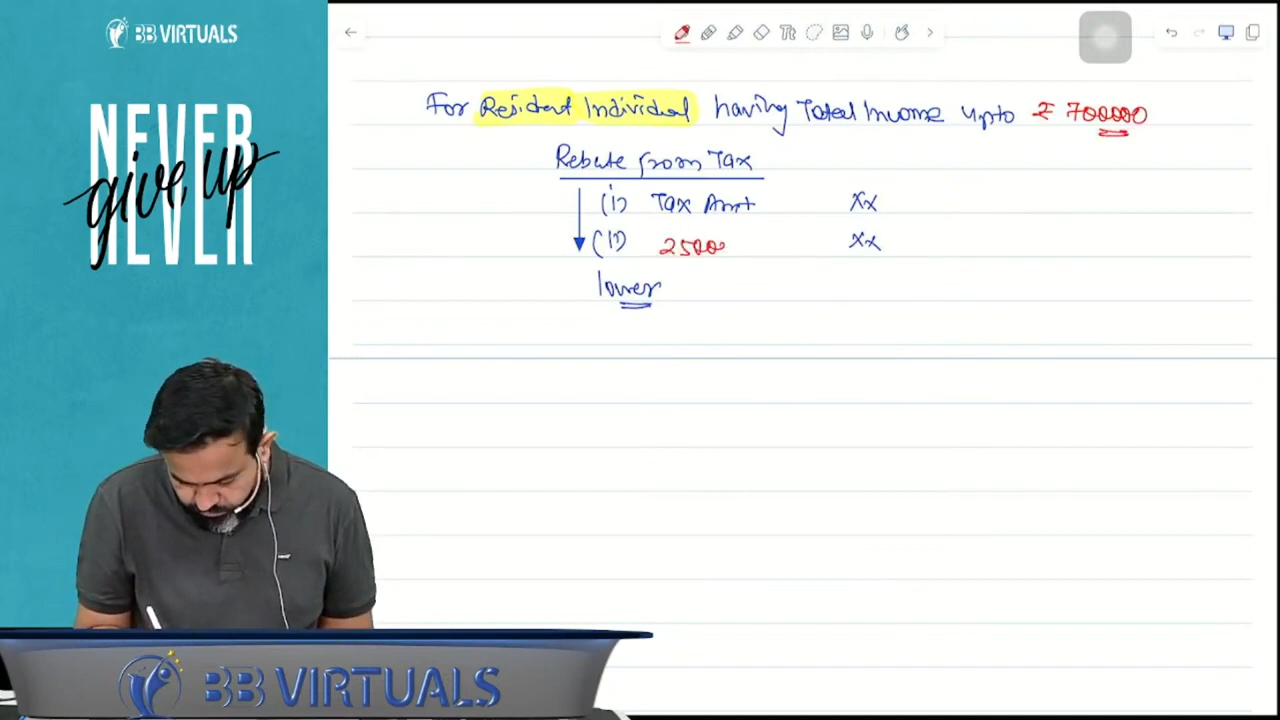 BB VIRTUALS
NEVER
give up
NEVER
For Resident Individual having Total Income upto ₹ 700000
Rebate from Tax
(i) Tax Amt xx
(ii) 25000 xx
lower
BB VIRTUALS